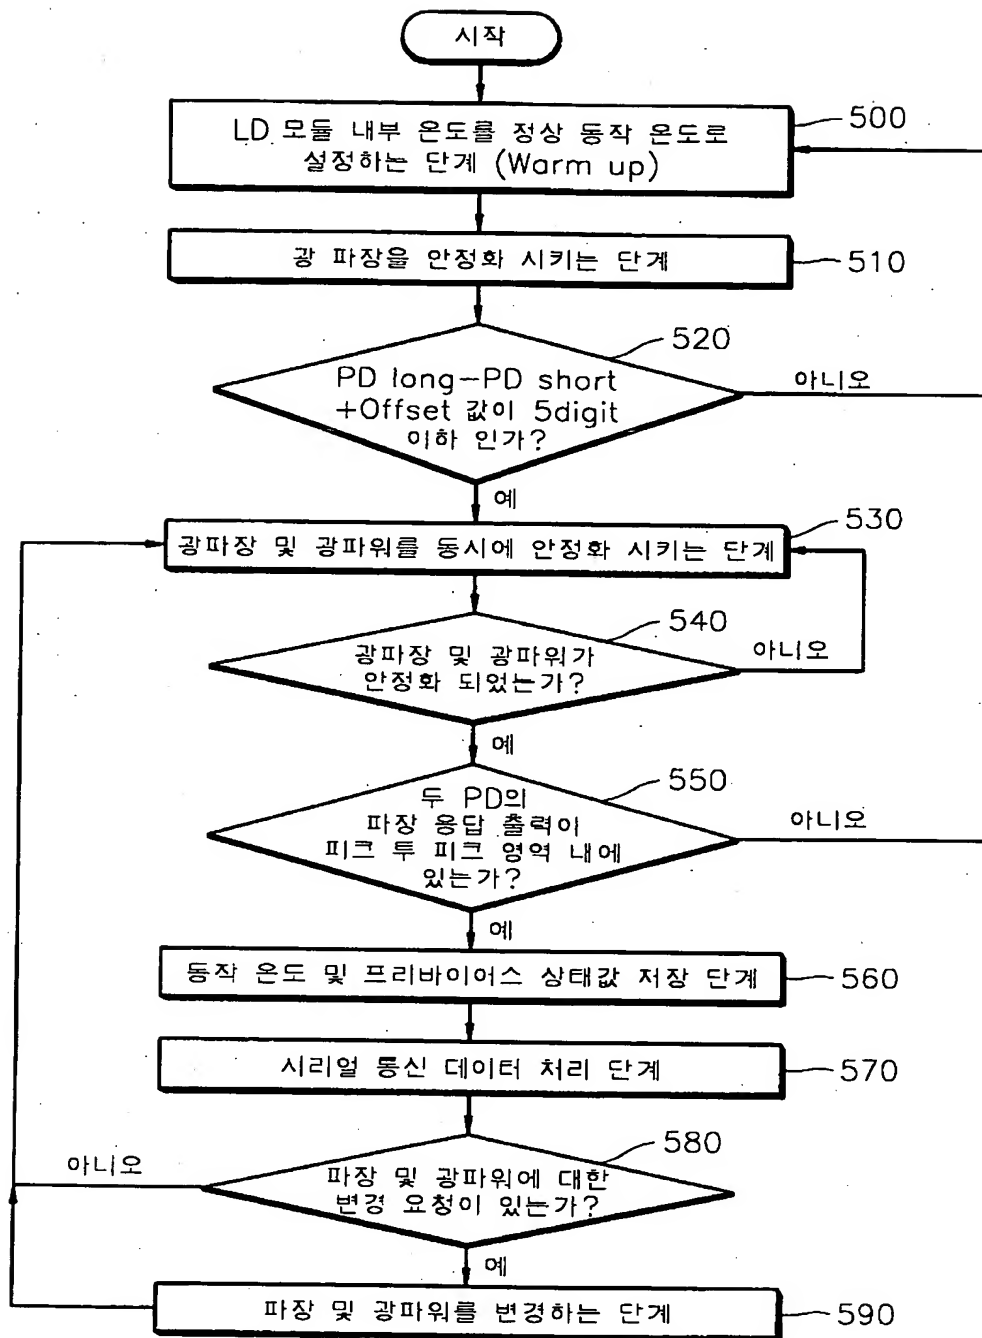 시작
LD 모듈 내부 온도를 정상 동작 온도로
설정하는 단계 (Warm up)
500
광 파장을 안정화 시키는 단계
510
520
PD long-PD short
+Offset 값이 5digit
이하 인가?
아니오
예
530
광파장 및 광파워를 동시에 안정화 시키는 단계
540
광파장 및 광파워가
안정화 되었는가?
아니오
예
550
두 PD의
파장 응답 출력이
피크 투 피크 영역 내에
있는가?
아니오
예
동작 온도 및 프리바이어스 상태값 저장 단계
560
시리얼 통신 데이터 처리 단계
570
580
아니오
파장 및 광파워에 대한
변경 요청이 있는가?
예
파장 및 광파워를 변경하는 단계
590